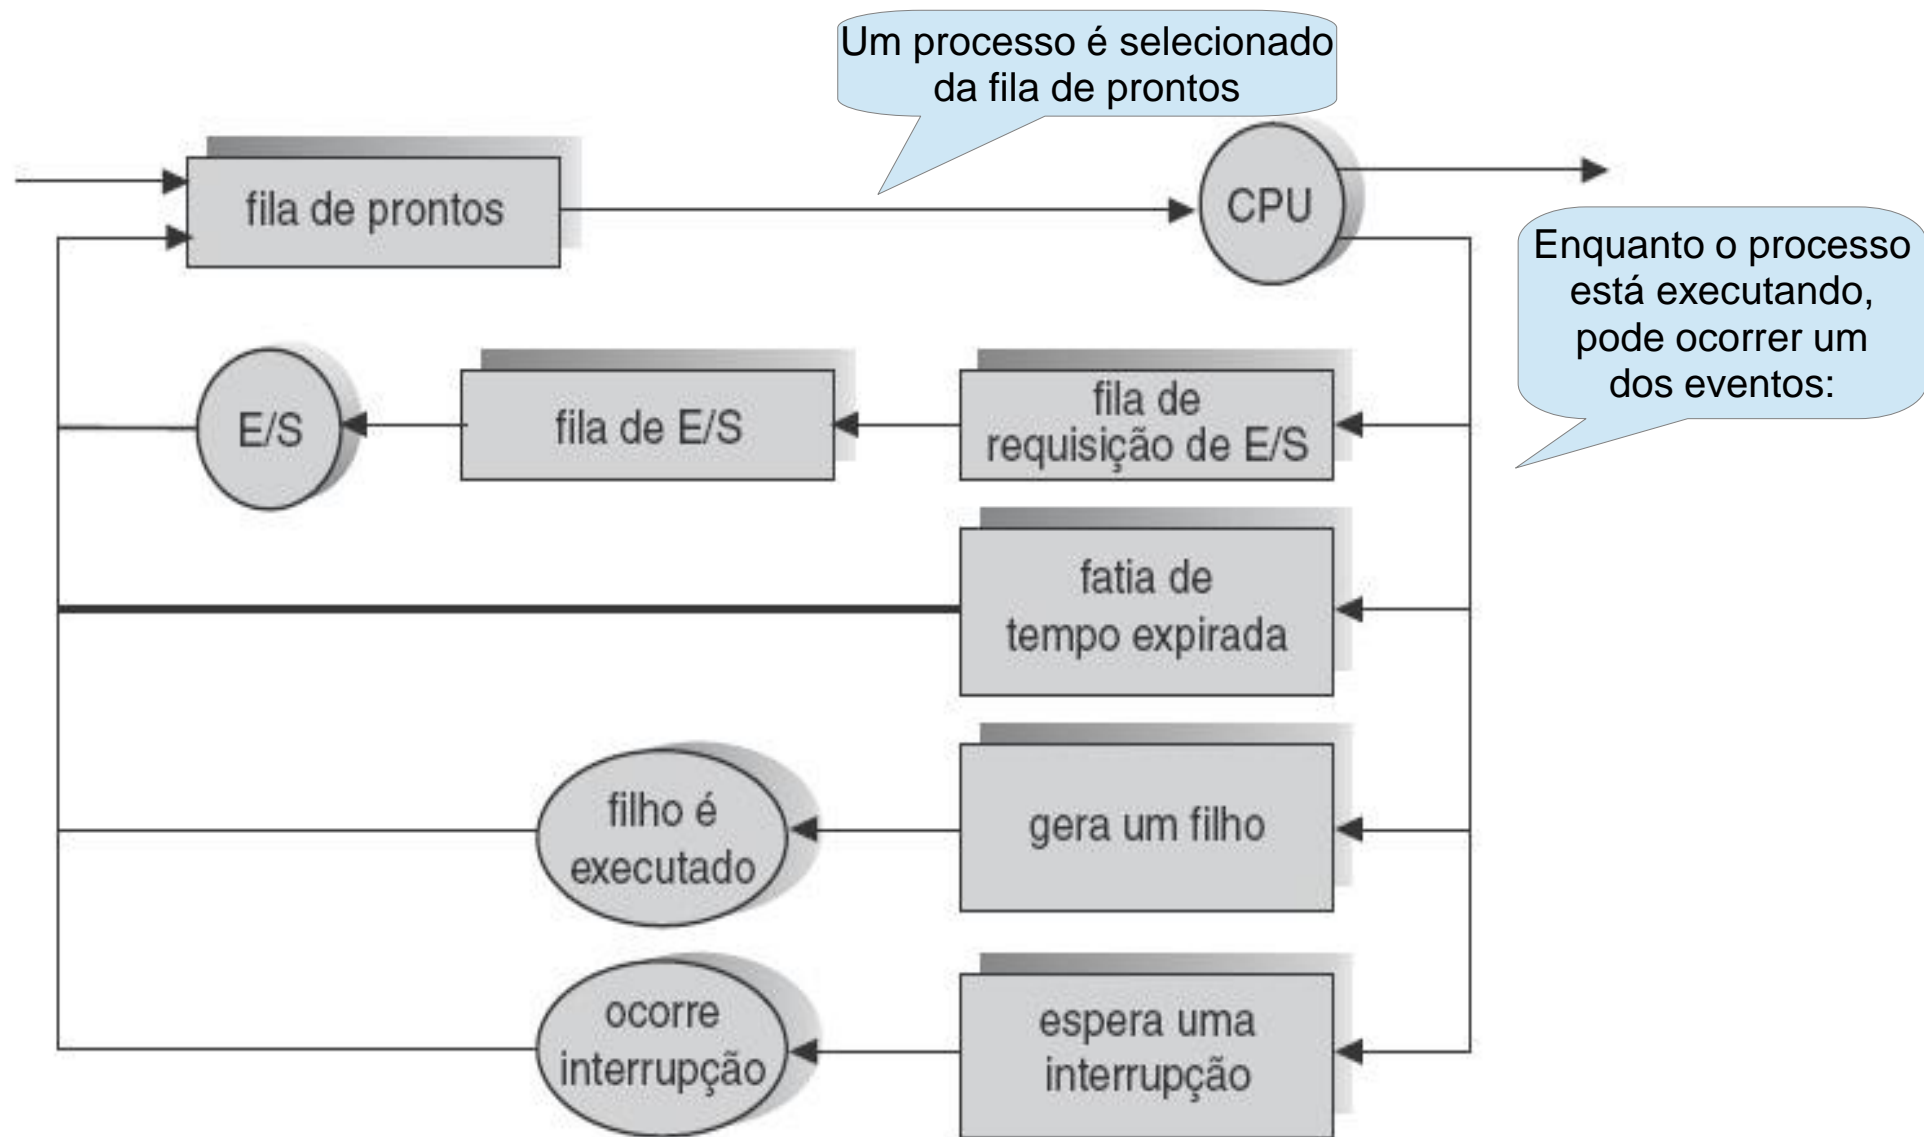 Um processo é selecionado
da fila de prontos
fila de prontos
CPU
Enquanto o processo
está executando,
pode ocorrer um
dos eventos:
E/S
fila de E/S
fila de
requisição de E/S
fatia de
tempo expirada
filho é
executado
gera um filho
ocorre
interrupção
espera uma
interrupção